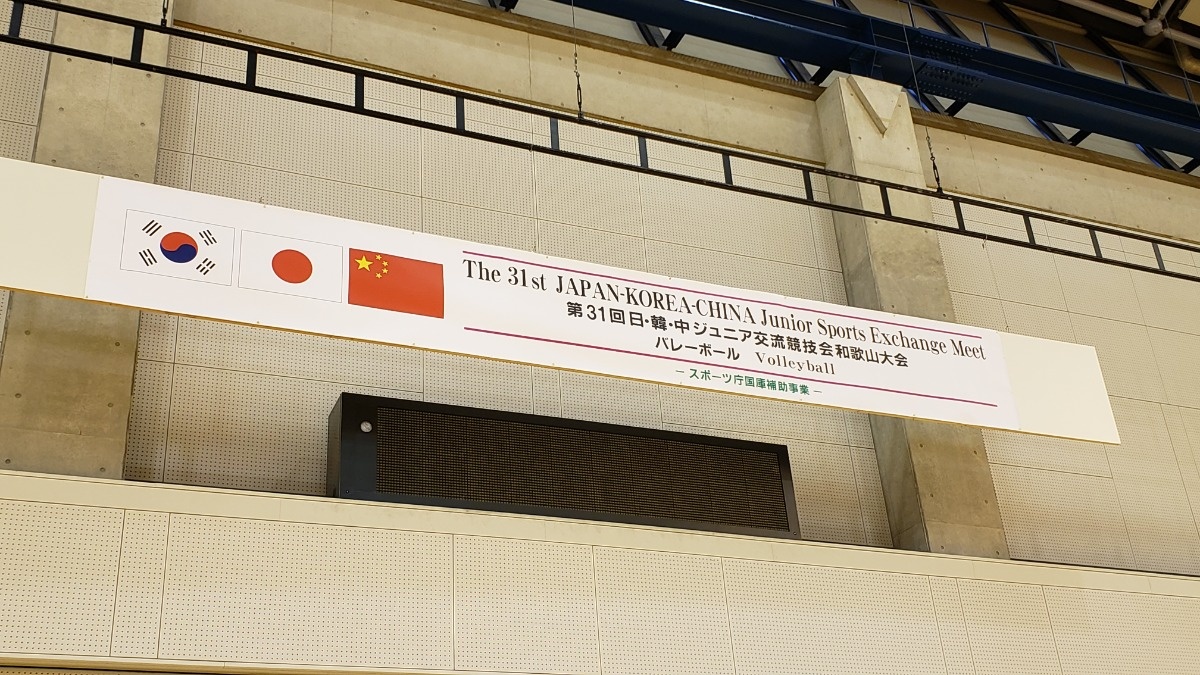 The 31st JAPAN-KOREA-CHINA Junior Sports Exchange Meet
第31回日・韓・中ジュニア交流競技会和歌山大会
バレーボール Volleyball
－スポーツ庁国庫補助事業－